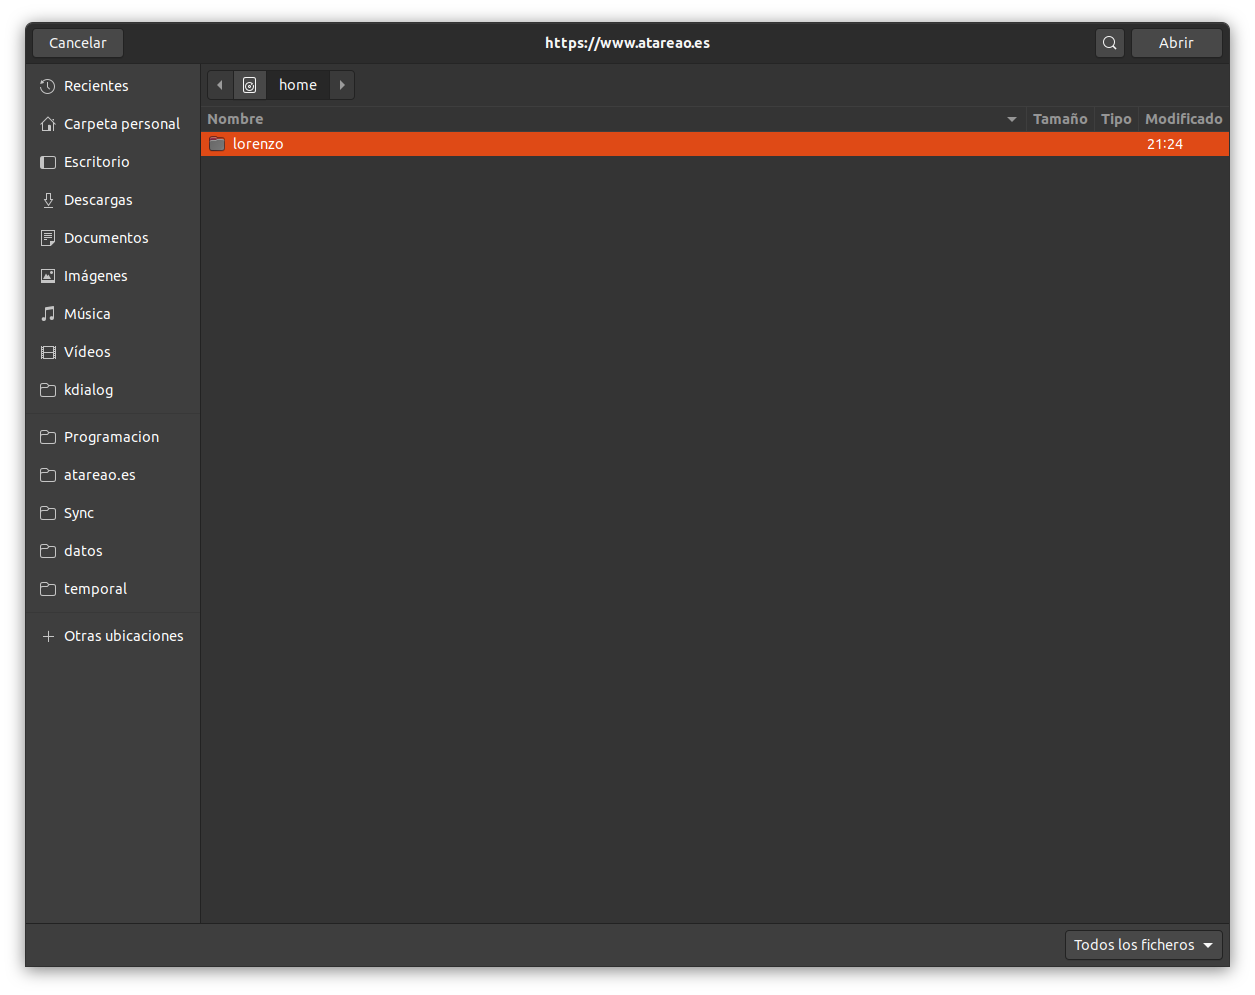 Cancelar https://www.atareao.es Abrir
home
Nombre Tamaño Tipo Modificado
lorenzo 21:24
Recientes
Carpeta personal
Escritorio
Descargas
Documentos
Imágenes
Música
Vídeos
kdialog
Programacion
atareao.es
Sync
datos
temporal
Otras ubicaciones
Todos los ficheros